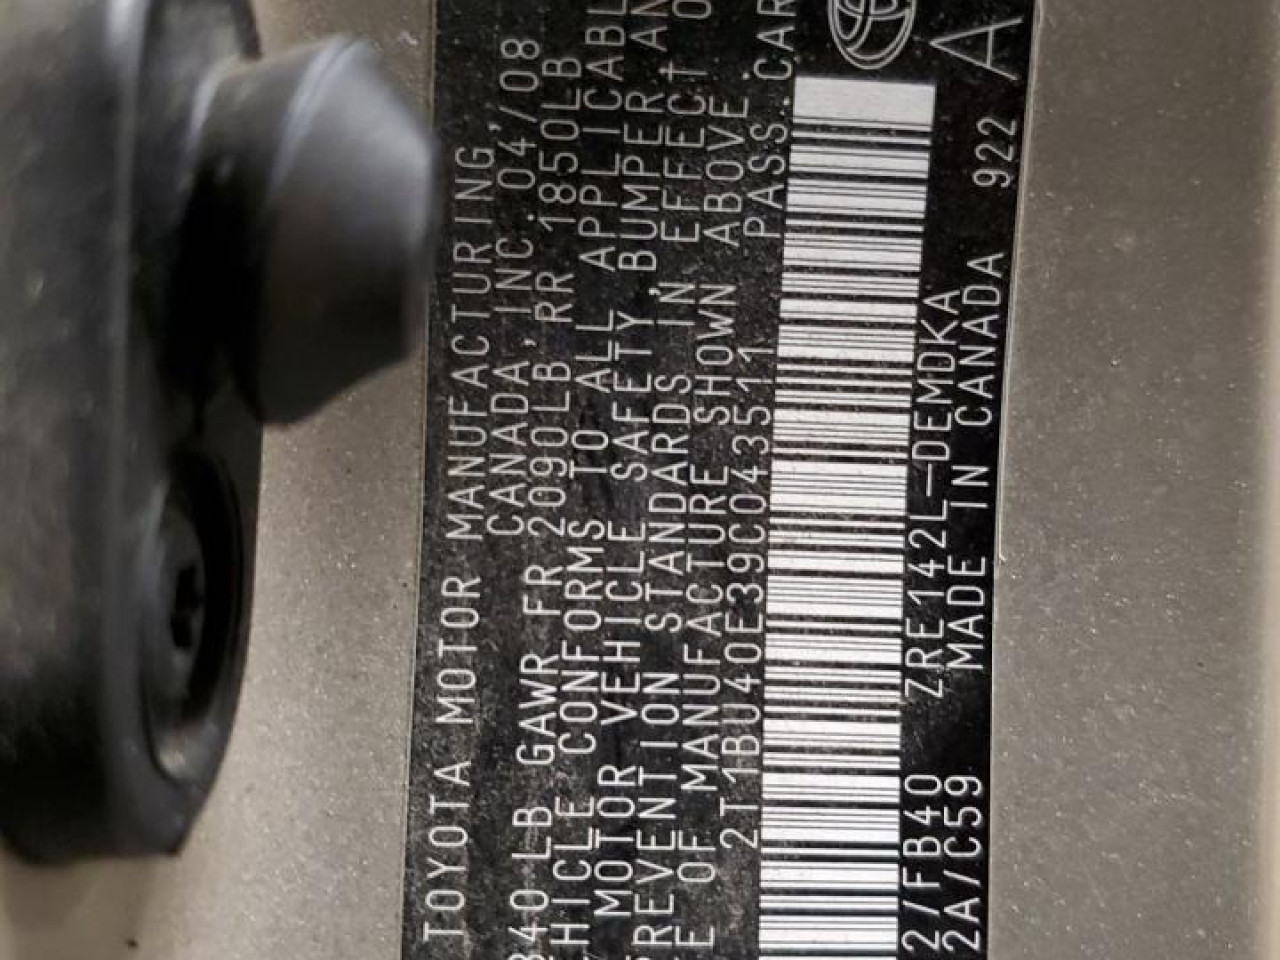 TOYOTA MOTOR MANUFACTURING
CANADA, INC. 04/08
340LB GAWR FR 2090LB RR 1850LB
HICLE CONFORMS TO ALL APPLICABL
MOTOR VEHICLE SAFETY, BUMPER AN
REVENTION STANDARDS IN EFFECT O
E OF MANUFACTURE SHOWN ABOVE.
2T1BU40E39C043511 PASS. CAR
2/FB40 ZRE142L-DEMDKA
2A/C59 MADE IN CANADA 922 A